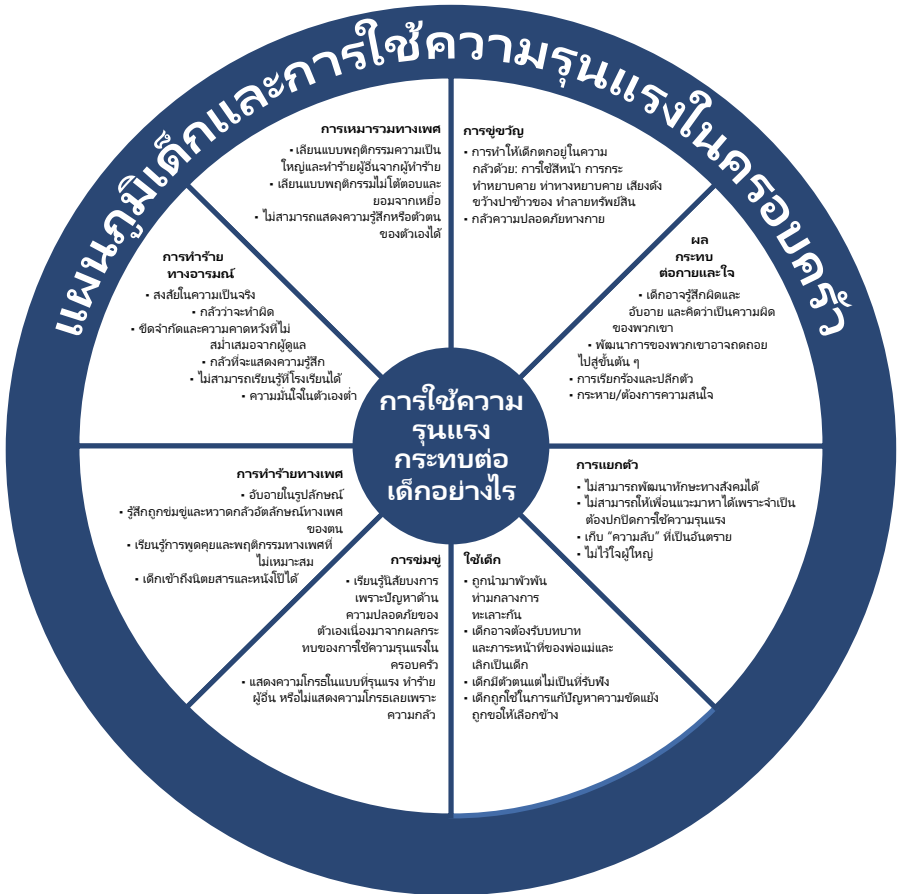 แผนภูมิเด็กและการใช้ความรุนแรงในครอบครัว
การใช้ความ
รุนแรง
กระทบต่อ
เด็กอย่างไร
การขู่ขวัญ
▪ การทำให้เด็กตกอยู่ในความ
กลัวด้วย: การใช้สีหน้า การกระ
ทำหยาบคาย ท่าทางหยาบคาย เสียงดัง
ขว้างปาข้าวของ ทำลายทรัพย์สิน
▪ กลัวความปลอดภัยทางกาย
ผล
กระทบ
ต่อกายและใจ
▪ เด็กอาจรู้สึกผิดและ
อับอาย และคิดว่าเป็นความผิด
ของพวกเขา
▪ พัฒนาการของพวกเขาอาจถดถอย
ไปสู่ขั้นต้น ๆ
▪ การเรียกร้องและปลีกตัว
▪ กระหาย/ต้องการความสนใจ
การแยกตัว
▪ ไม่สามารถพัฒนาทักษะทางสังคมได้
▪ ไม่สามารถให้เพื่อนแวะมาหาได้เพราะจำเป็น
ต้องปกปิดการใช้ความรุนแรง
▪ เก็บ “ความลับ” ที่เป็นอันตราย
▪ ไม่ไว้ใจผู้ใหญ่
ใช้เด็ก
▪ ถูกนำมาพัวพัน
ท่ามกลางการ
ทะเลาะกัน
▪ เด็กอาจต้องรับบทบาท
และภาระหน้าที่ของพ่อแม่และ
เลิกเป็นเด็ก
▪ เด็กมีตัวตนแต่ไม่เป็นที่รับฟัง
▪ เด็กถูกใช้ในการแก้ปัญหาความขัดแย้ง
ถูกขอให้เลือกข้าง
การข่มขู่
▪ เรียนรู้นิสัยบงการ
เพราะปัญหาด้าน
ความปลอดภัยของ
ตัวเองเนื่องมาจากผลกระ
ทบของการใช้ความรุนแรงใน
ครอบครัว
▪ แสดงความโกรธในแบบที่รุนแรง ทำร้าย
ผู้อื่น หรือไม่แสดงความโกรธเลยเพราะ
ความกลัว
การทำร้ายทางเพศ
▪ อับอายในรูปลักษณ์
▪ รู้สึกถูกข่มขู่และหวาดกลัวอัตลักษณ์ทางเพศ
ของตน
▪ เรียนรู้การพูดคุยและพฤติกรรมทางเพศที่
ไม่เหมาะสม
▪ เด็กเข้าถึงนิตยสารและหนังโป๊ได้
การทำร้าย
ทางอารมณ์
▪ สงสัยในความเป็นจริง
▪ กลัวว่าจะทำผิด
▪ ขีดจำกัดและความคาดหวังที่ไม่
สม่ำเสมอจากผู้ดูแล
▪ กลัวที่จะแสดงความรู้สึก
▪ ไม่สามารถเรียนรู้ที่โรงเรียนได้
▪ ความมั่นใจในตัวเองต่ำ
การเหมารวมทางเพศ
▪ เลียนแบบพฤติกรรมความเป็น
ใหญ่และทำร้ายผู้อื่นจากผู้ทำร้าย
▪ เลียนแบบพฤติกรรมไม่โต้ตอบและ
ยอมจากเหยื่อ
▪ ไม่สามารถแสดงความรู้สึกหรือตัวตน
ของตัวเองได้